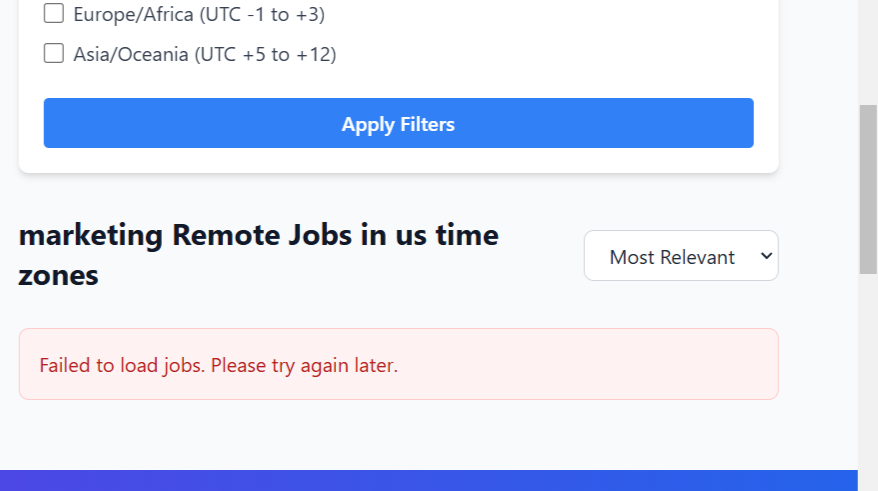 Europe/Africa (UTC -1 to +3)
Asia/Oceania (UTC +5 to +12)
Apply Filters
marketing Remote Jobs in us time
zones
Most Relevant
Failed to load jobs. Please try again later.